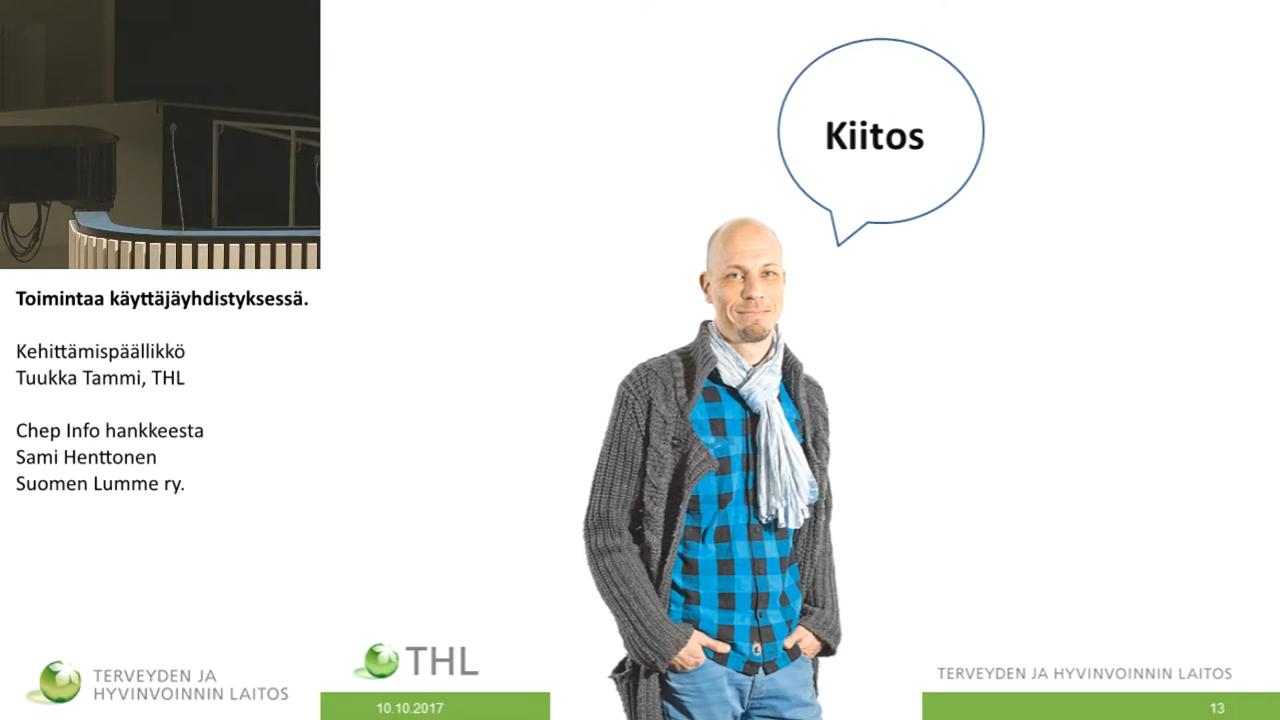 Kiitos
Toimintaa käyttäjäyhdistyksessä.
Kehittämispäällikkö
Tuukka Tammi, THL
Chep Info hankkeesta
Sami Henttonen
Suomen Lumme ry.
TERVEYDEN JA
HYVINVOINNIN LAITOS
THL
TERVEYDEN JA HYVINVOINNIN LAITOS
10.10.2017
13